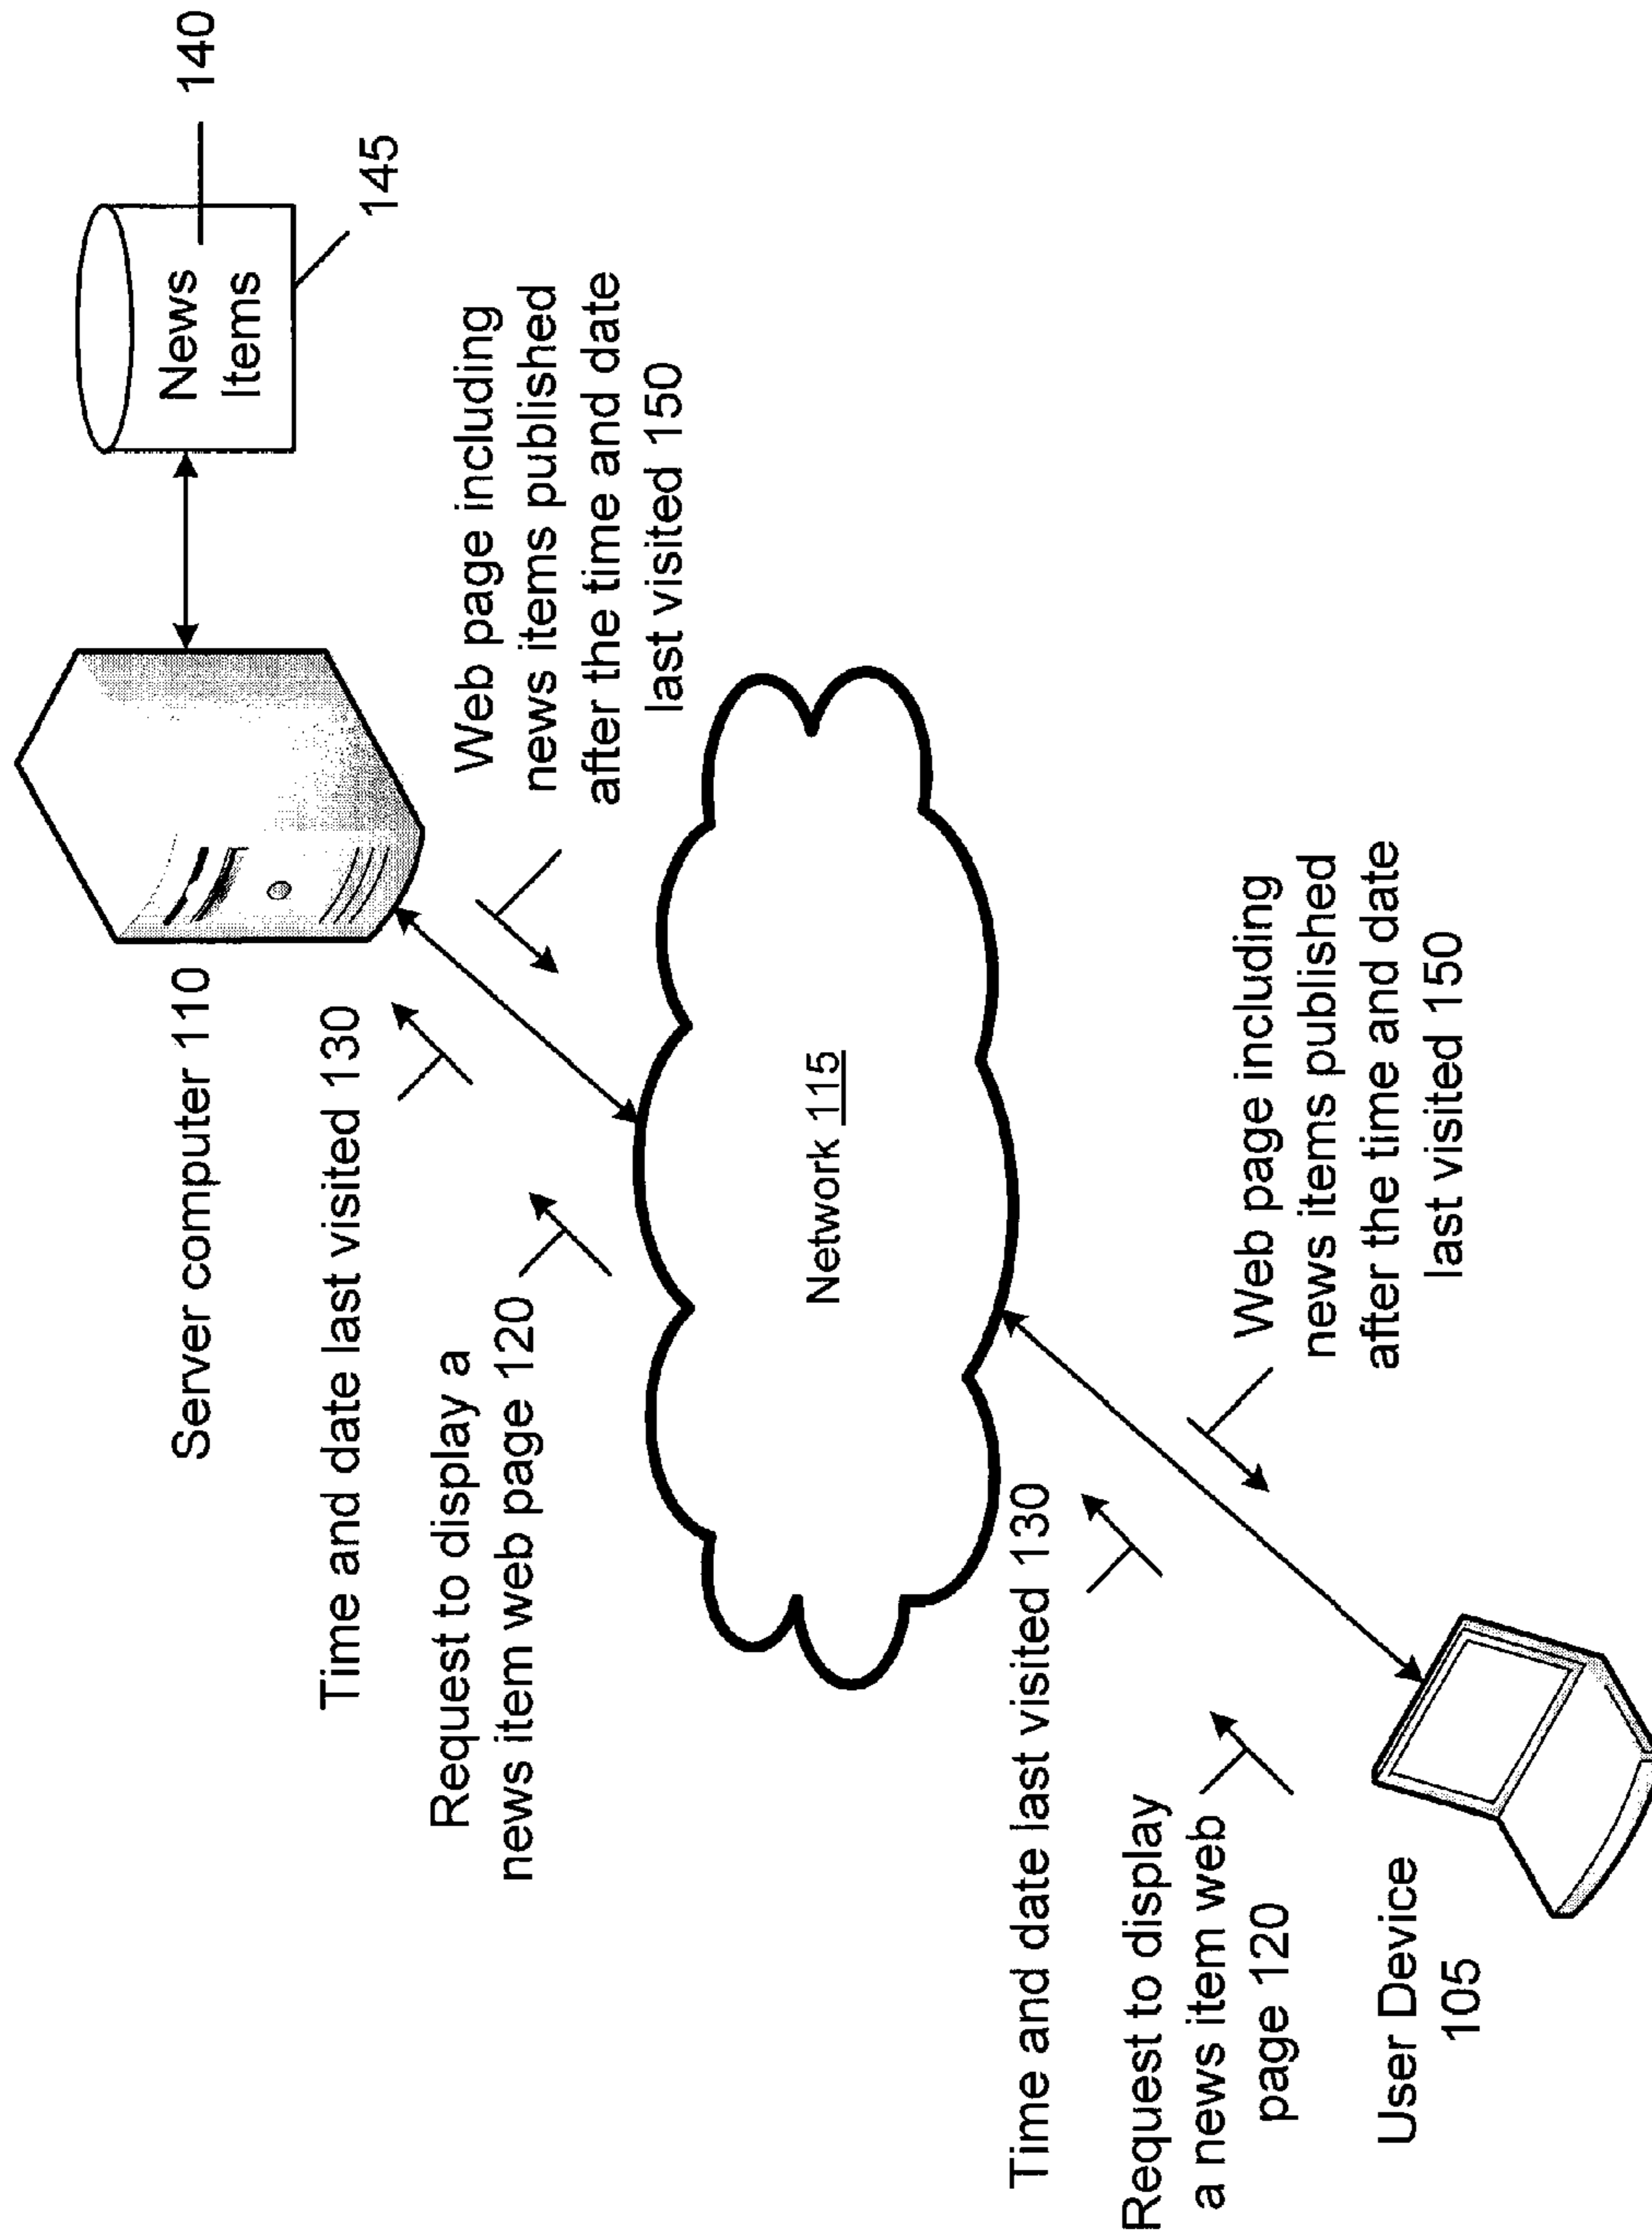 News
Items
140
145
Server computer 110
Time and date last visited 130
Request to display a
news item web page 120
Web page including
news items published
after the time and date
last visited 150
Network 115
Time and date last visited 130
Request to display
a news item web
page 120
User Device
105
Web page including
news items published
after the time and date
last visited 150